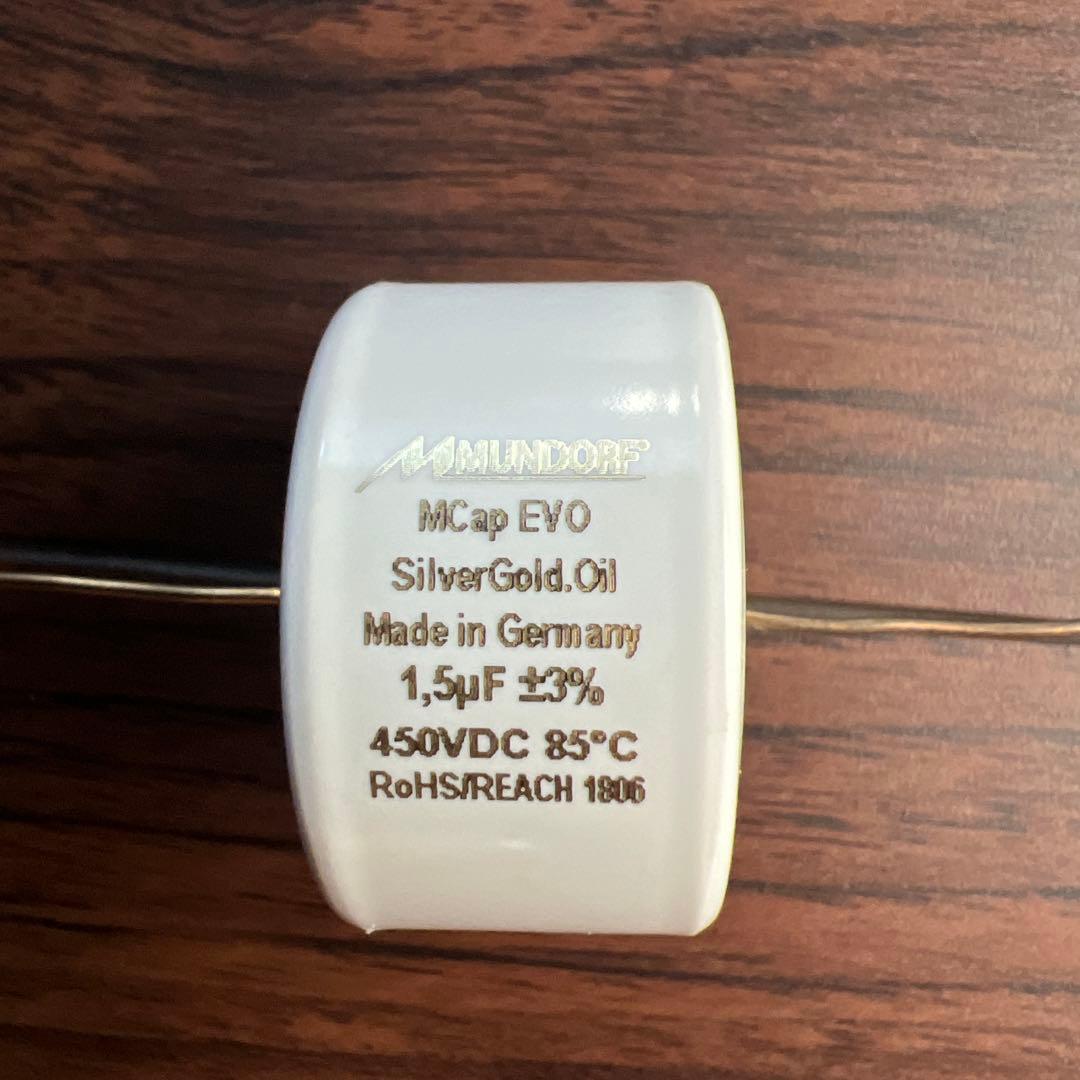 MUNDORF®
MCap EVO
SilverGold.Oil
Made in Germany
1,5µF ±3%
450VDC 85°C
RoHS/REACH 1806